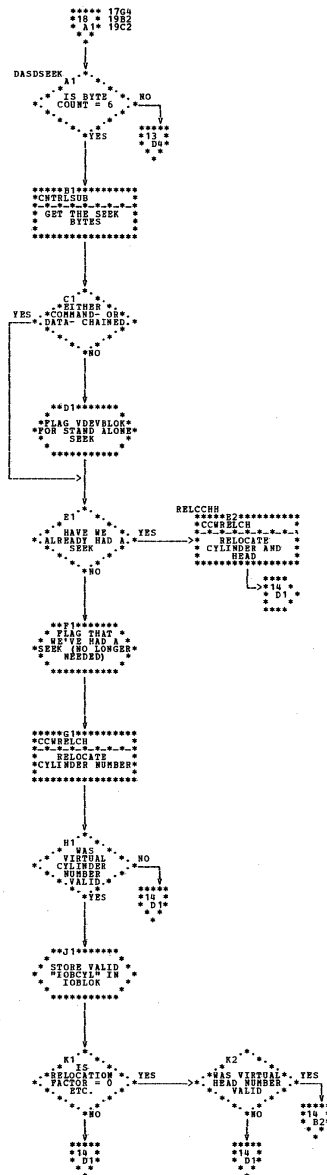 17G4
18 19B2
A1 19C2
DASDSEEK
A1
IS BYTE
COUNT = 6
NO
YES
13
D4
B1
CNTRLSUB
GET THE SEEK
BYTES
C1
EITHER
COMMAND- OR
DATA- CHAINED
YES
NO
D1
FLAG VDEVBLOK
FOR STAND ALONE
SEEK
E1
HAVE WE
ALREADY HAD A
SEEK
YES
NO
RELCCHH
E2
CCWRELCH
RELOCATE
CYLINDER AND
HEAD
14
D1
F1
FLAG THAT
WE'VE HAD A
SEEK (NO LONGER
NEEDED)
G1
CCWRELCH
RELOCATE
CYLINDER NUMBER
H1
WAS
VIRTUAL
CYLINDER
NUMBER
VALID
NO
YES
14
D1
J1
STORE VALID
"IOBCYL" IN
IOBLOK
K1
IS
RELOCATION
FACTOR = 0
ETC.
YES
NO
K2
WAS VIRTUAL
HEAD NUMBER
VALID
YES
NO
14
B2
14
D1
14
D1